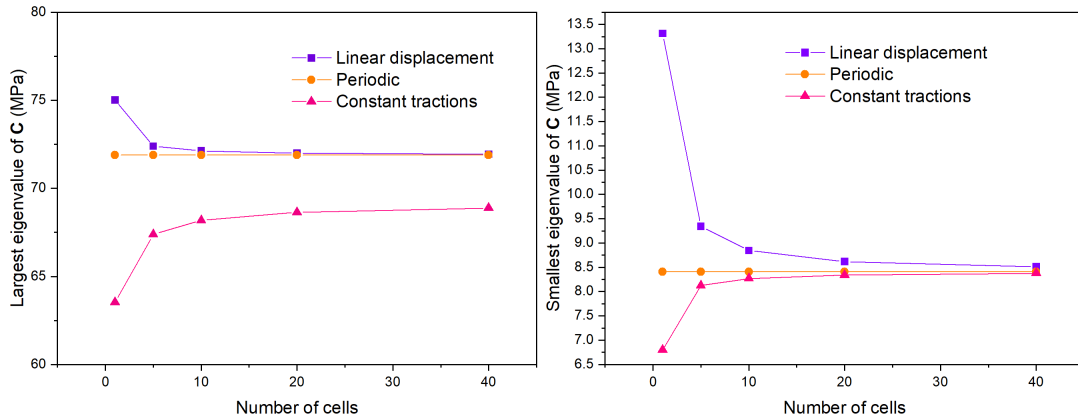 80
75
70
65
60
Largest eigenvalue of C (MPa)
Linear displacement
Periodic
Constant tractions
0 10 20 30 40
Number of cells
13.5
13.0
12.5
12.0
11.5
11.0
10.5
10.0
9.5
9.0
8.5
8.0
7.5
7.0
6.5
Smallest eigenvalue of C (MPa)
Linear displacement
Periodic
Constant tractions
0 10 20 30 40
Number of cells